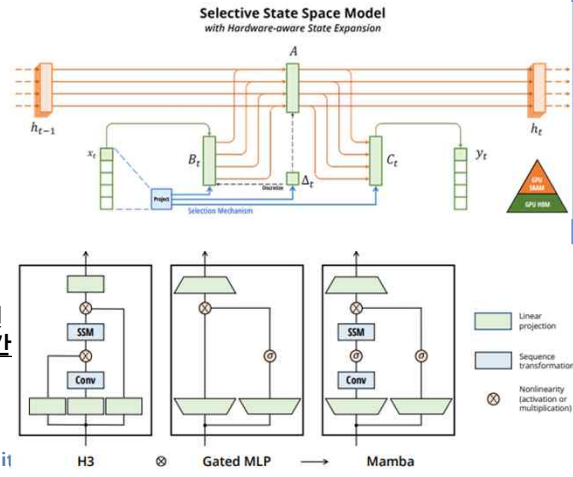 Selective State Space Model
with Hardware-aware State Expansion
A
h_{t-1}
h_t
x_t
B_t
C_t
y_t
Δ_t
Discretize
Project
Selection Mechanism
GPU SRAM
GPU HBM
SSM
Conv
σ
SSM
σ
σ
Conv
Linear projection
Sequence transformation
Nonlinearity (activation or multiplication)
it
H3 ⊗ Gated MLP → Mamba